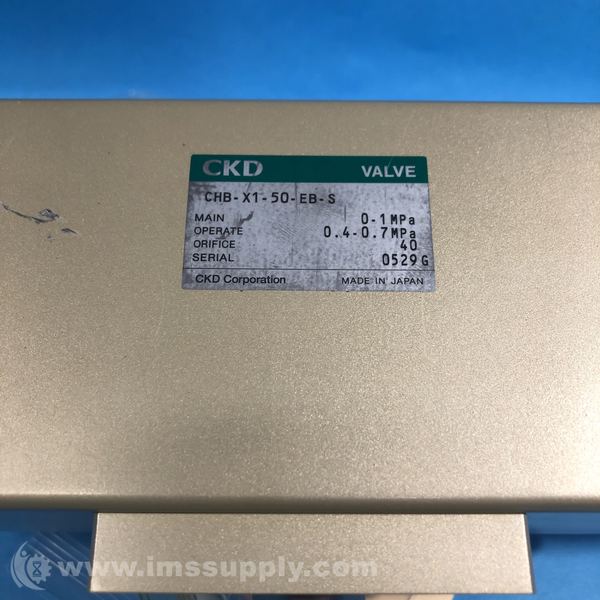 CKD VALVE
CHB-X1-50-EB-S
MAIN 0-1MPa
OPERATE 0.4-0.7MPa
ORIFICE 40
SERIAL 0529G
CKD Corporation MADE IN JAPAN
www.imssupply.com